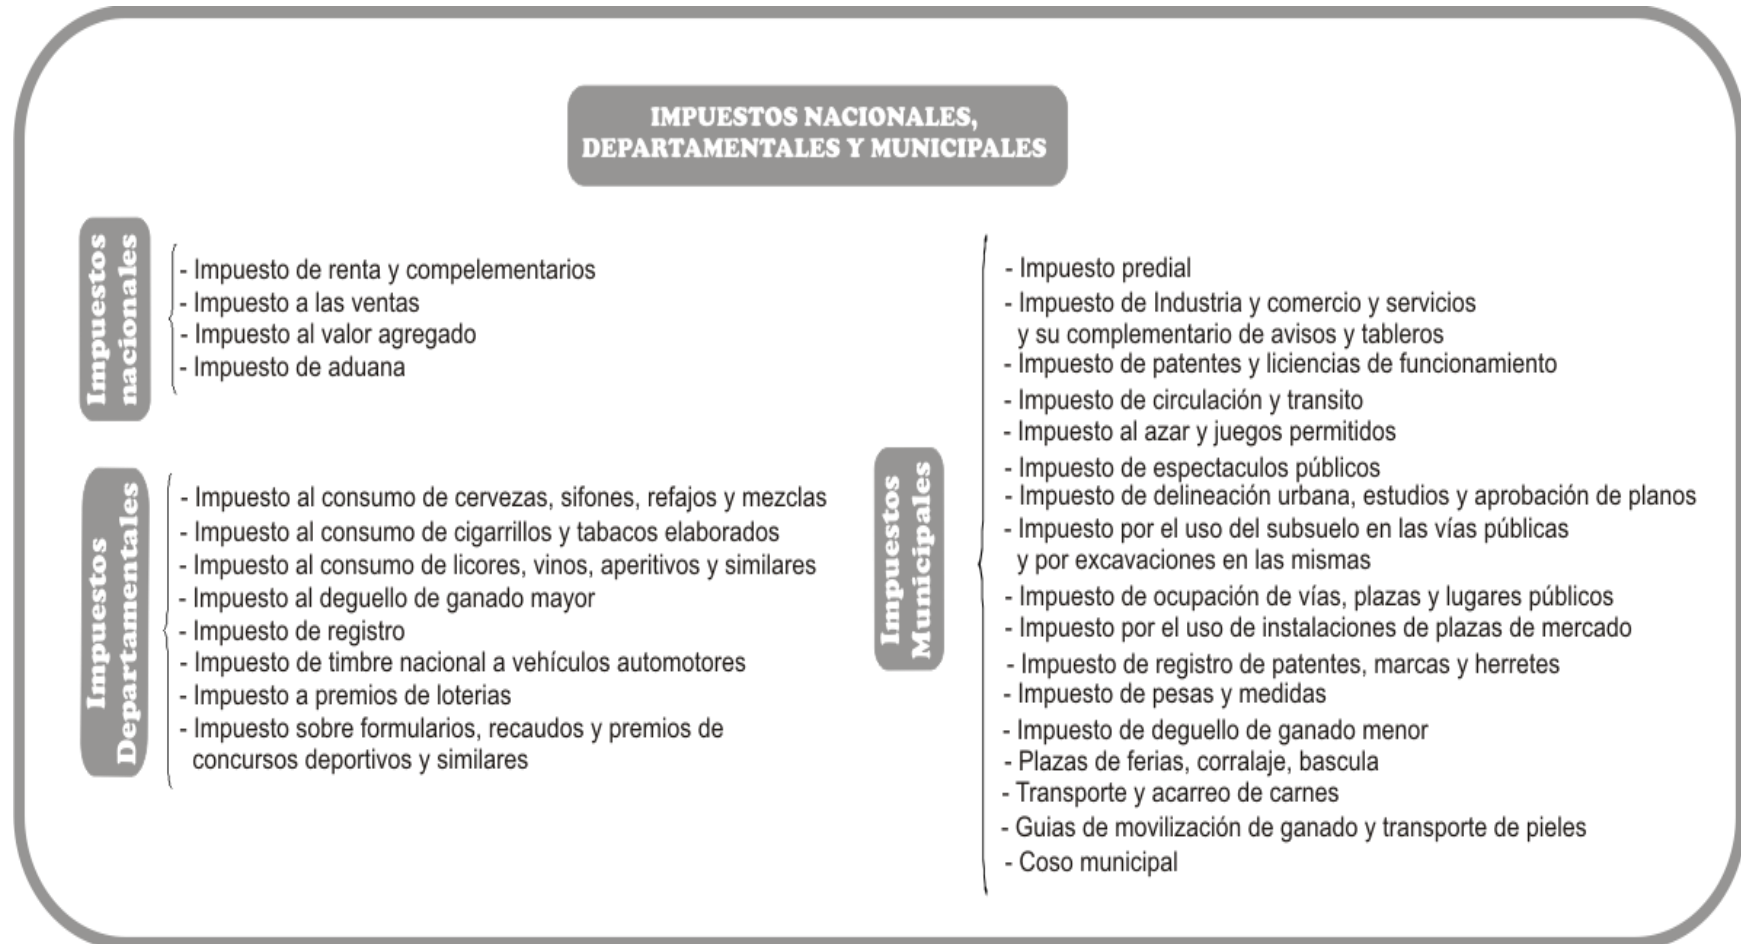 IMPUESTOS NACIONALES,
DEPARTAMENTALES Y MUNICIPALES
Impuestos
nacionales
- Impuesto de renta y compelementarios
- Impuesto a las ventas
- Impuesto al valor agregado
- Impuesto de aduana
Impuestos
Departamentales
- Impuesto al consumo de cervezas, sifones, refajos y mezclas
- Impuesto al consumo de cigarrillos y tabacos elaborados
- Impuesto al consumo de licores, vinos, aperitivos y similares
- Impuesto al deguello de ganado mayor
- Impuesto de registro
- Impuesto de timbre nacional a vehículos automotores
- Impuesto a premios de loterias
- Impuesto sobre formularios, recaudos y premios de
concursos deportivos y similares
Impuestos
Municipales
- Impuesto predial
- Impuesto de Industria y comercio y servicios
y su complementario de avisos y tableros
- Impuesto de patentes y liciencias de funcionamiento
- Impuesto de circulación y transito
- Impuesto al azar y juegos permitidos
- Impuesto de espectaculos públicos
- Impuesto de delineación urbana, estudios y aprobación de planos
- Impuesto por el uso del subsuelo en las vías públicas
y por excavaciones en las mismas
- Impuesto de ocupación de vías, plazas y lugares públicos
- Impuesto por el uso de instalaciones de plazas de mercado
- Impuesto de registro de patentes, marcas y herretes
- Impuesto de pesas y medidas
- Impuesto de deguello de ganado menor
- Plazas de ferias, corralaje, bascula
- Transporte y acarreo de carnes
- Guias de movilización de ganado y transporte de pieles
- Coso municipal